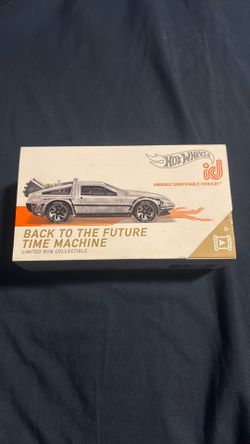 HOT WHEELS
id
UNIQUELY IDENTIFIABLE VEHICLES
BACK TO THE FUTURE
TIME MACHINE
LIMITED RUN COLLECTIBLE